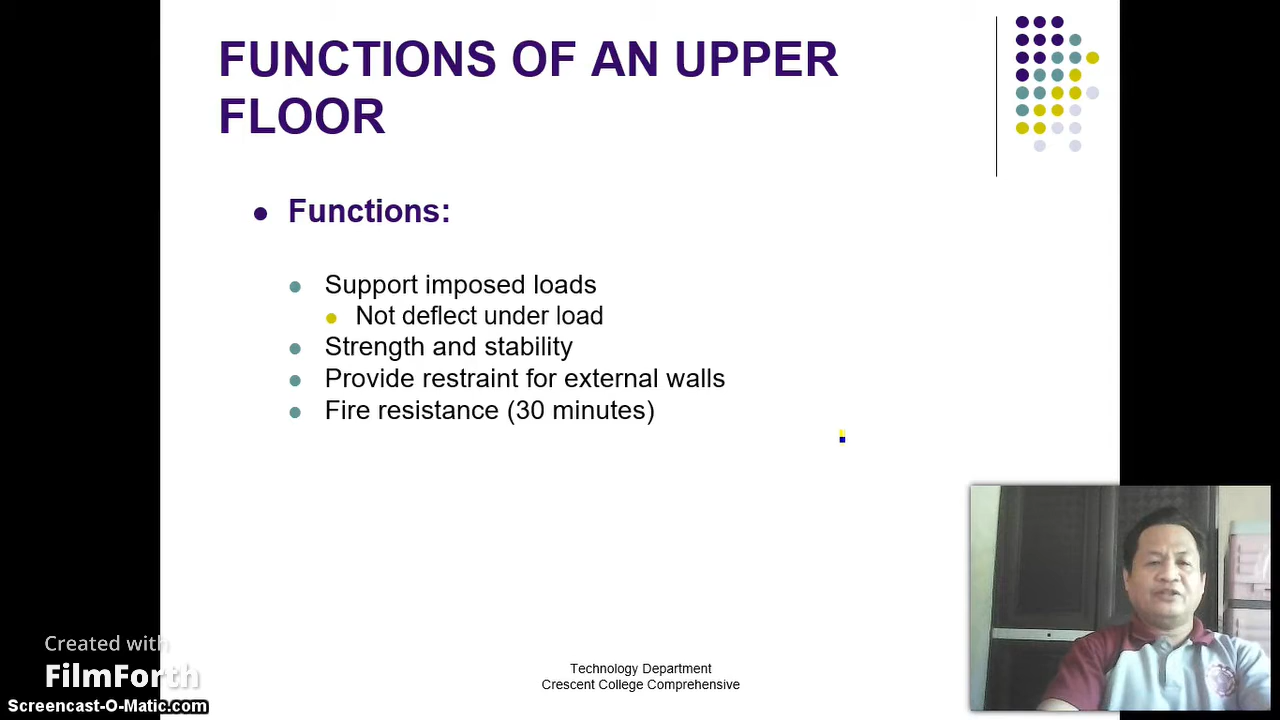 FUNCTIONS OF AN UPPER
FLOOR
Functions:
Support imposed loads
Not deflect under load
Strength and stability
Provide restraint for external walls
Fire resistance (30 minutes)
Technology Department
Crescent College Comprehensive
Created with
FilmForth
Screencast-O-Matic.com